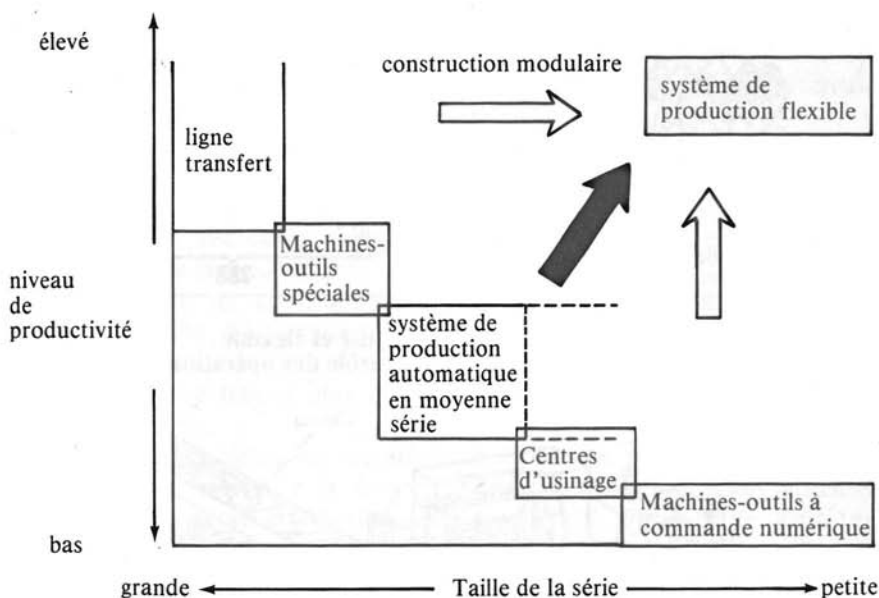 élevé
construction modulaire
système de
production flexible
ligne
transfert
Machines-
outils
spéciales
niveau
de
productivité
système de
production
automatique
en moyenne
série
Centres
d'usinage
Machines-outils à
commande numérique
bas
grande
Taille de la série
petite